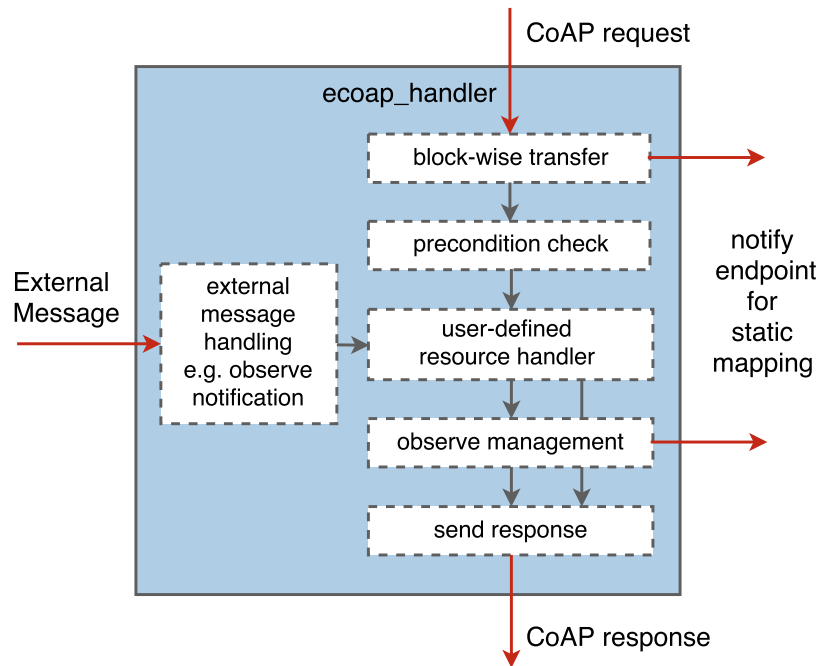 CoAP request
ecoap_handler
block-wise transfer
precondition check
notify
endpoint
for
static
mapping
External
Message
external
message
handling
e.g. observe
notification
user-defined
resource handler
observe management
send response
CoAP response